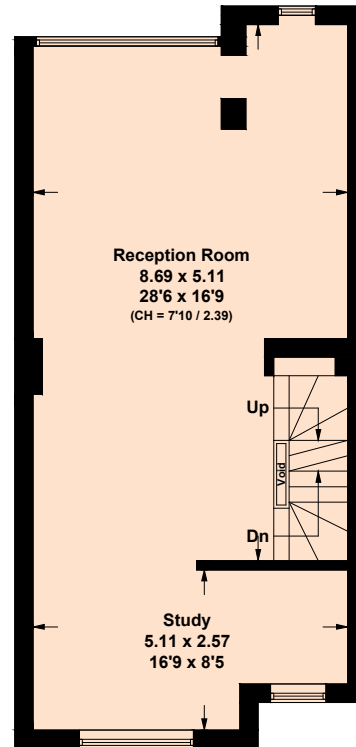 Reception Room
8.69 x 5.11
28'6 x 16'9
(CH = 7'10 / 2.39)
Up
Void
Dn
Study
5.11 x 2.57
16'9 x 8'5